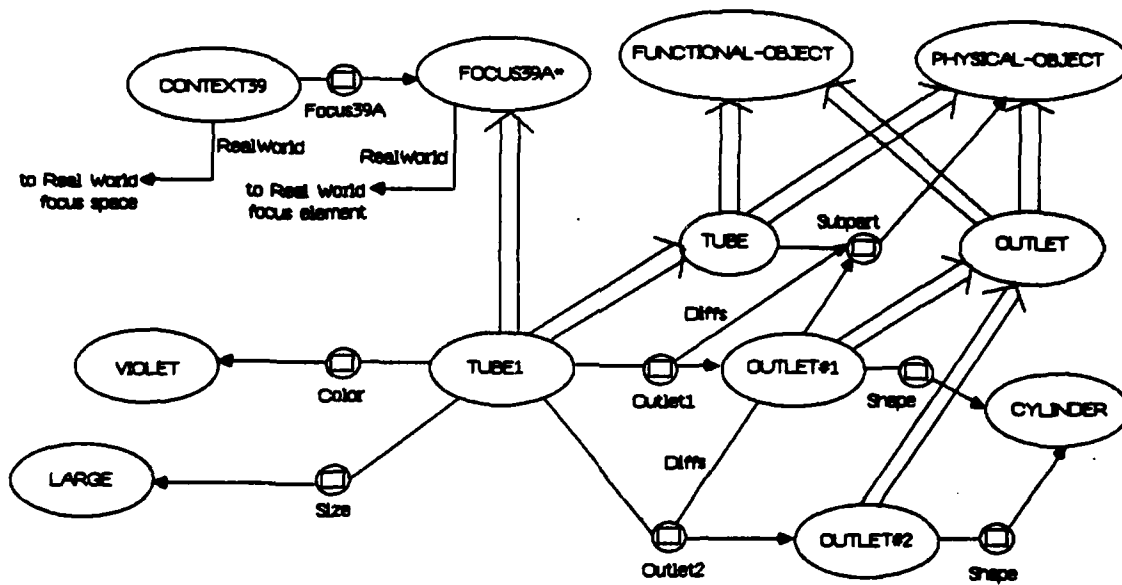 FUNCTIONAL-OBJECT
PHYSICAL-OBJECT
CONTEXT39
FOCUS39A*
Focus39A
RealWorld
RealWorld
to Real World
focus space
to Real World
focus element
TUBE
Subpart
OUTLET
Diffs
VIOLET
Color
TUBE1
Outlet1
OUTLET#1
Shape
CYLINDER
LARGE
Size
Diffs
Outlet2
OUTLET#2
Shape